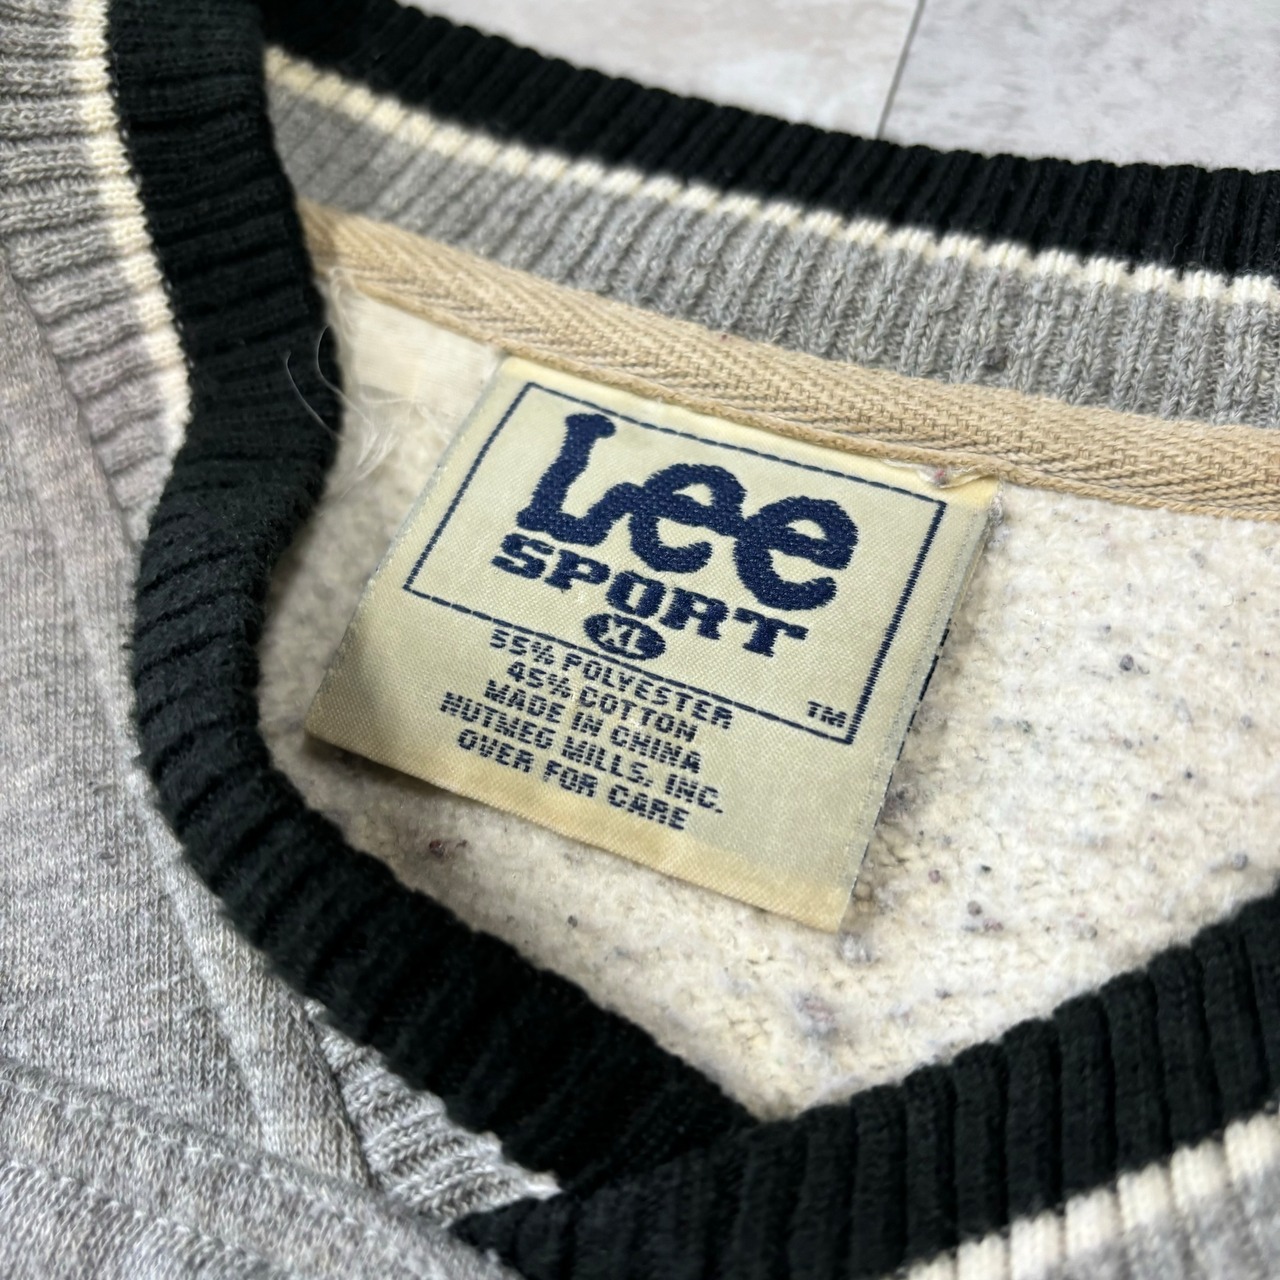 Lee
SPORT
XL
TM
55% POLYESTER
45% COTTON
MADE IN CHINA
NUTMEG MILLS, INC.
OVER FOR CARE